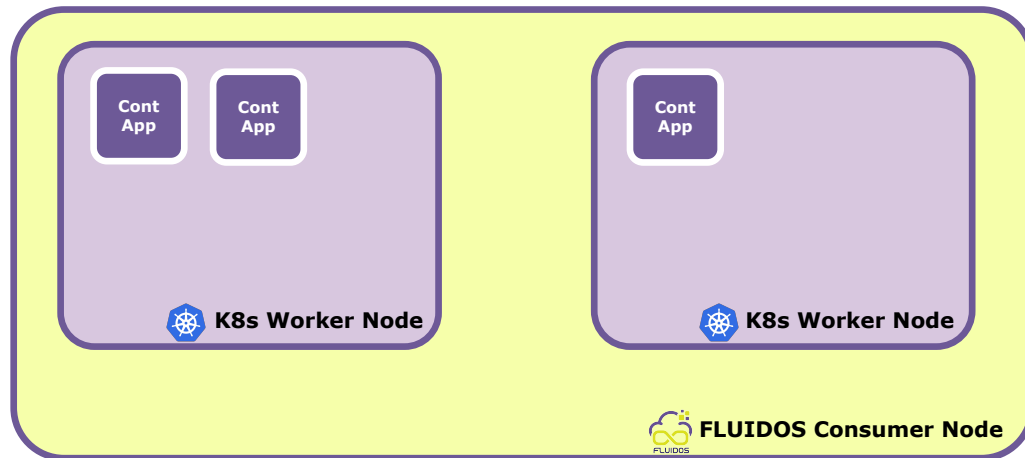 Cont
App
Cont
App
Cont
App
K8s Worker Node
K8s Worker Node
FLUIDOS
FLUIDOS Consumer Node